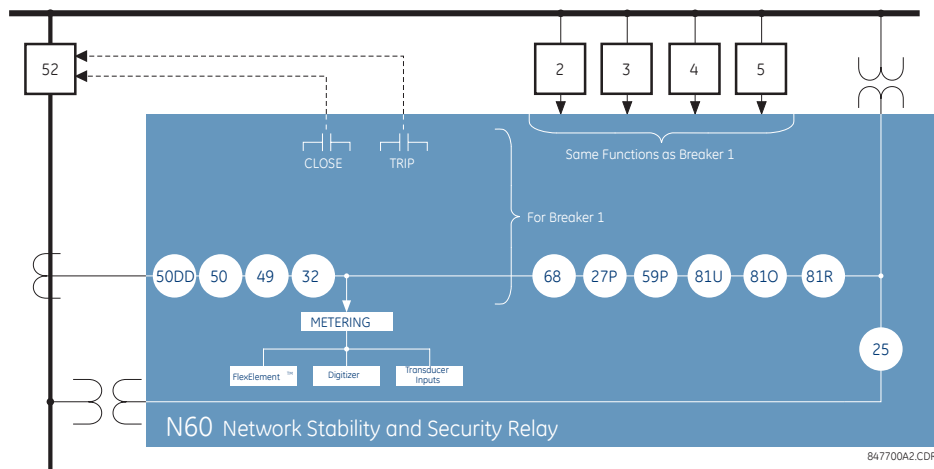 52
2 3 4 5
CLOSE TRIP
Same Functions as Breaker 1
For Breaker 1
50DD 50 49 32 68 27P 59P 81U 81O 81R
METERING
25
FlexElement ™ Digitizer Transducer
Inputs
N60 Network Stability and Security Relay
847700A2.CDR